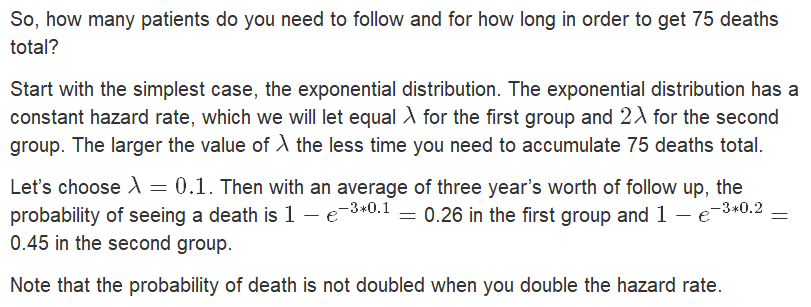 So, how many patients do you need to follow and for how long in order to get 75 deaths
total?
Start with the simplest case, the exponential distribution. The exponential distribution has a
constant hazard rate, which we will let equal λ for the first group and 2λ for the second
group. The larger the value of λ the less time you need to accumulate 75 deaths total.
Let’s choose λ = 0.1. Then with an average of three year’s worth of follow up, the
probability of seeing a death is 1 − e^{−3∗0.1} = 0.26 in the first group and 1 − e^{−3∗0.2} =
0.45 in the second group.
Note that the probability of death is not doubled when you double the hazard rate.